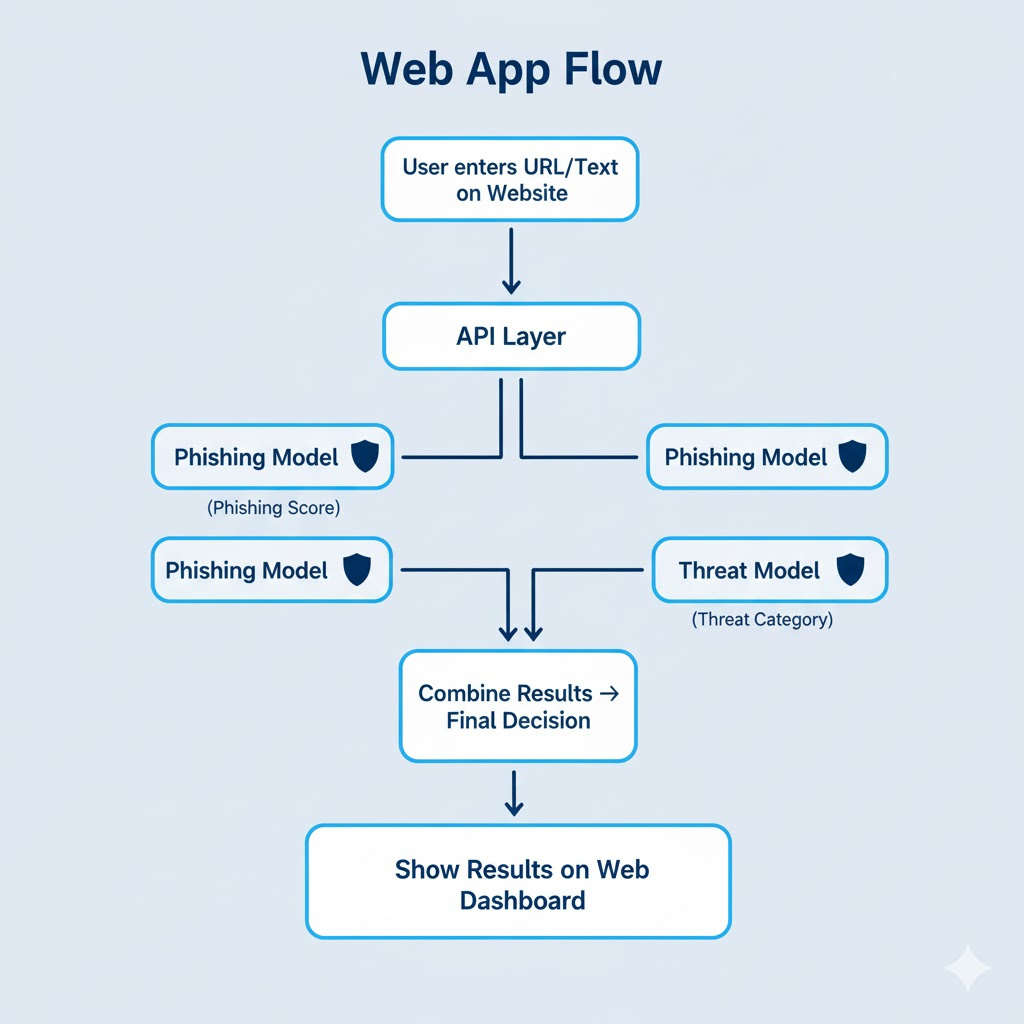 Web App Flow
User enters URL/Text
on Website
API Layer
Phishing Model
Phishing Model
(Phishing Score)
Phishing Model
Threat Model
(Threat Category)
Combine Results →
Final Decision
Show Results on Web
Dashboard